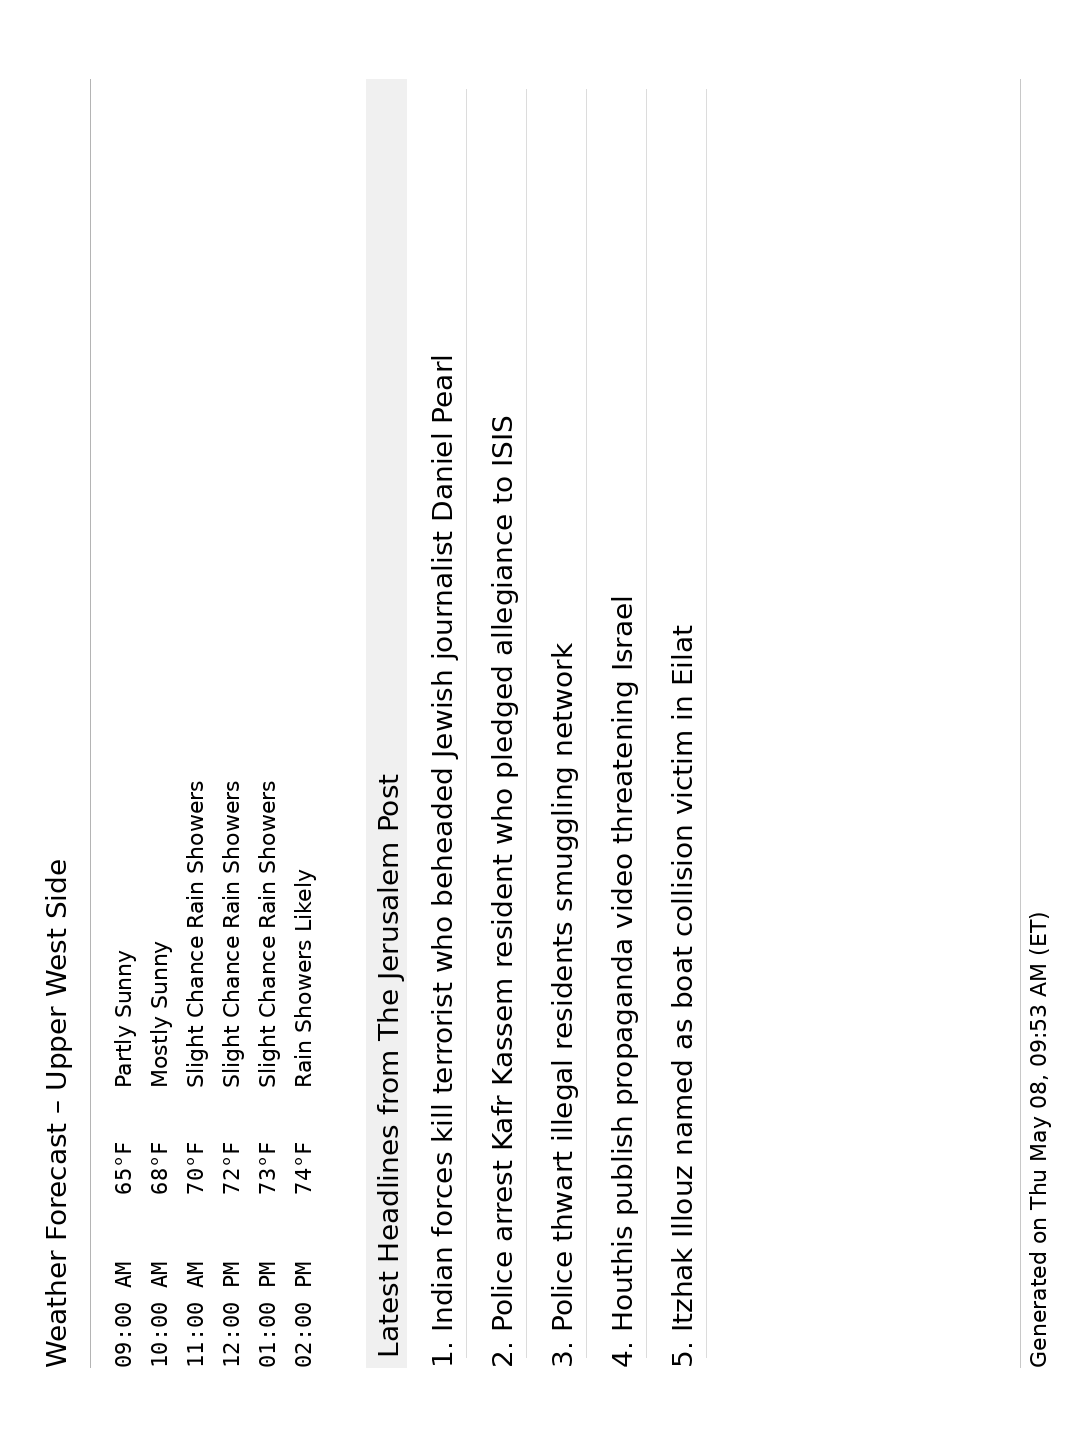 Weather Forecast – Upper West Side
09:00 AM 65°F Partly Sunny
10:00 AM 68°F Mostly Sunny
11:00 AM 70°F Slight Chance Rain Showers
12:00 PM 72°F Slight Chance Rain Showers
01:00 PM 73°F Slight Chance Rain Showers
02:00 PM 74°F Rain Showers Likely
Latest Headlines from The Jerusalem Post
1. Indian forces kill terrorist who beheaded Jewish journalist Daniel Pearl
2. Police arrest Kafr Kassem resident who pledged allegiance to ISIS
3. Police thwart illegal residents smuggling network
4. Houthis publish propaganda video threatening Israel
5. Itzhak Illouz named as boat collision victim in Eilat
Generated on Thu May 08, 09:53 AM (ET)